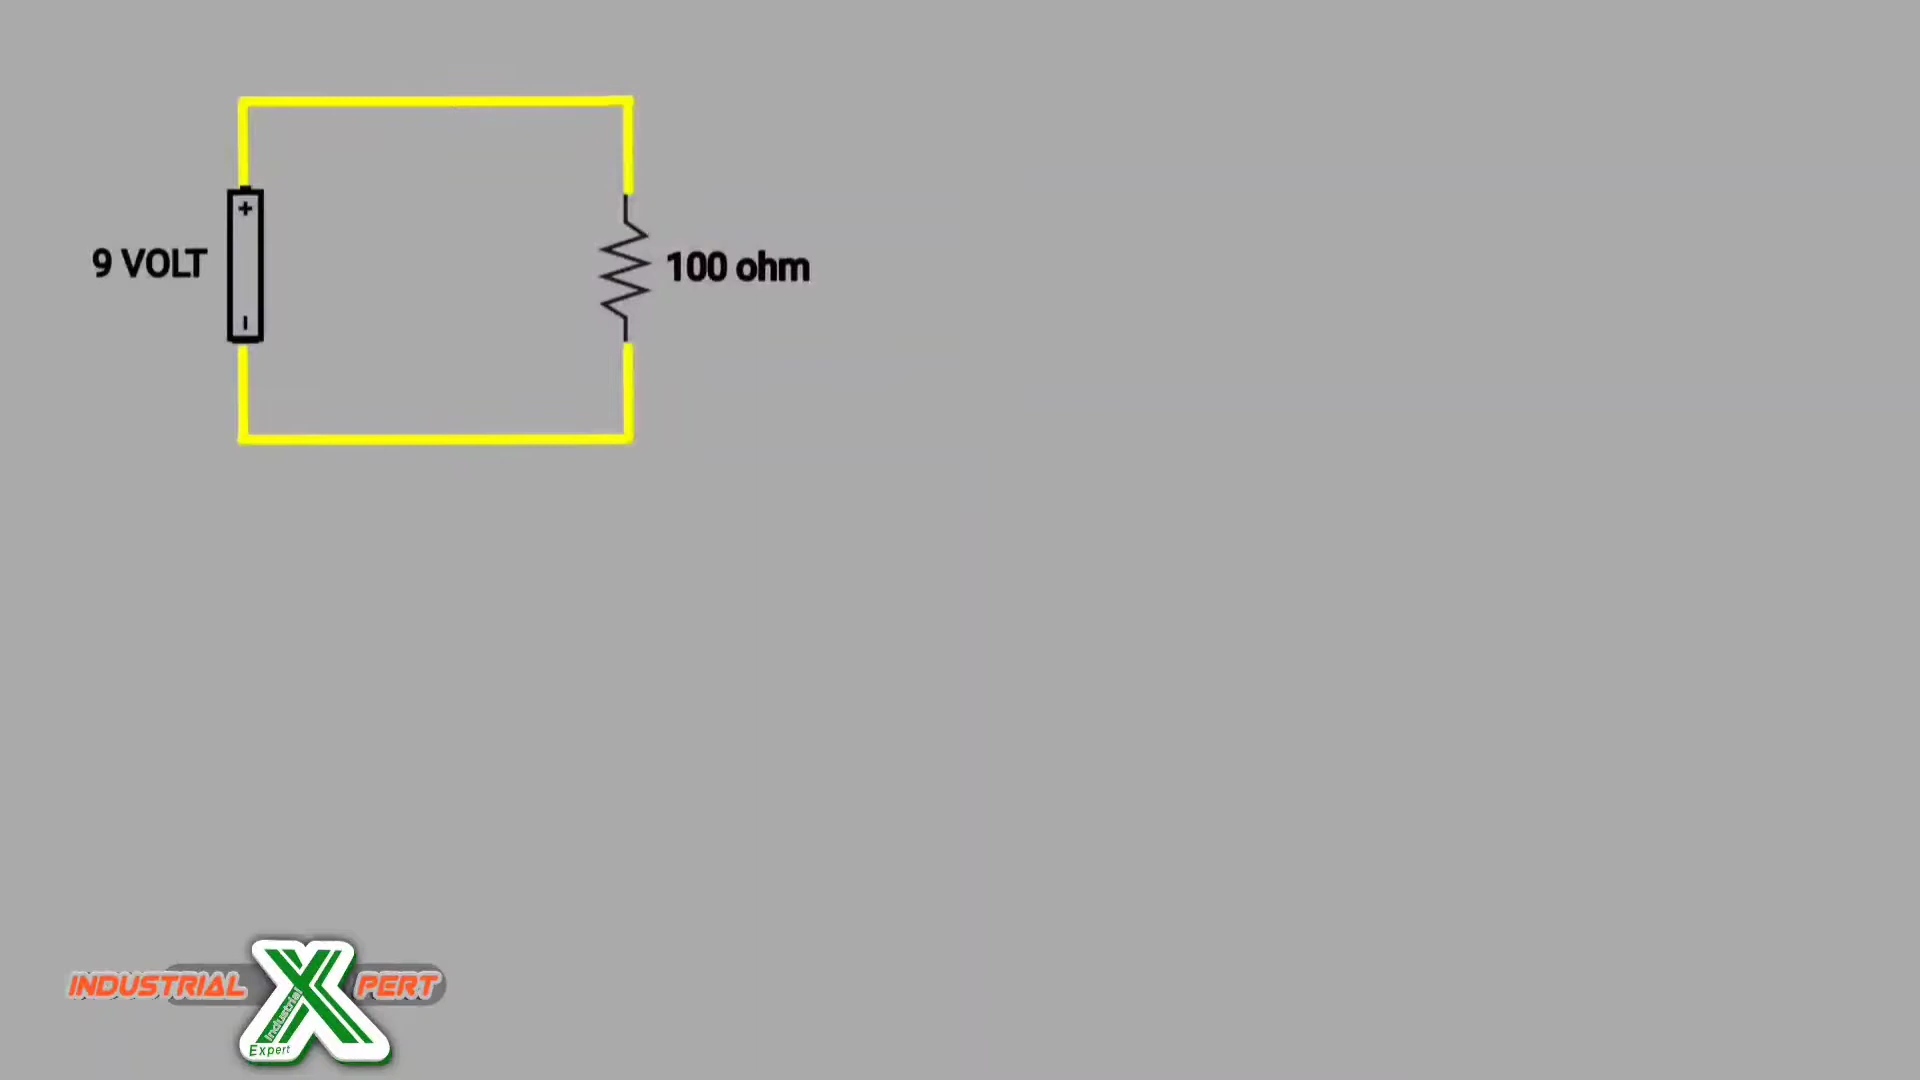 +
9 VOLT
100 ohm
-
INDUSTRIAL X PERT
Industrial
Expert